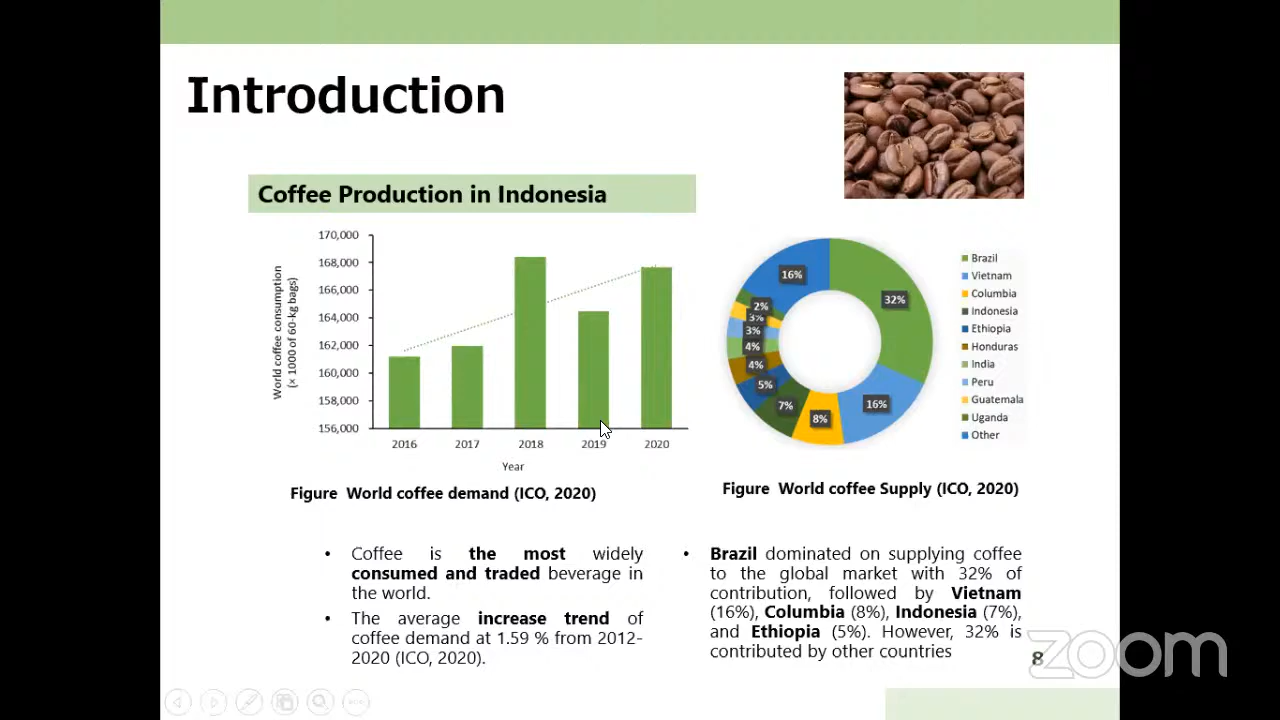 Introduction
Coffee Production in Indonesia
170,000
168,000
166,000
164,000
162,000
160,000
158,000
156,000
World coffee consumption
(× 1000 of 60-kg bags)
2016 2017 2018 2019 2020
Year
Figure World coffee demand (ICO, 2020)
32%
16%
8%
7%
5%
4%
4%
3%
3%
2%
16%
Brazil
Vietnam
Columbia
Indonesia
Ethiopia
Honduras
India
Peru
Guatemala
Uganda
Other
Figure World coffee Supply (ICO, 2020)
• Coffee is the most widely
consumed and traded beverage in
the world.
• The average increase trend of
coffee demand at 1.59 % from 2012-
2020 (ICO, 2020).
• Brazil dominated on supplying coffee
to the global market with 32% of
contribution, followed by Vietnam
(16%), Columbia (8%), Indonesia (7%),
and Ethiopia (5%). However, 32% is
contributed by other countries
8
zoom